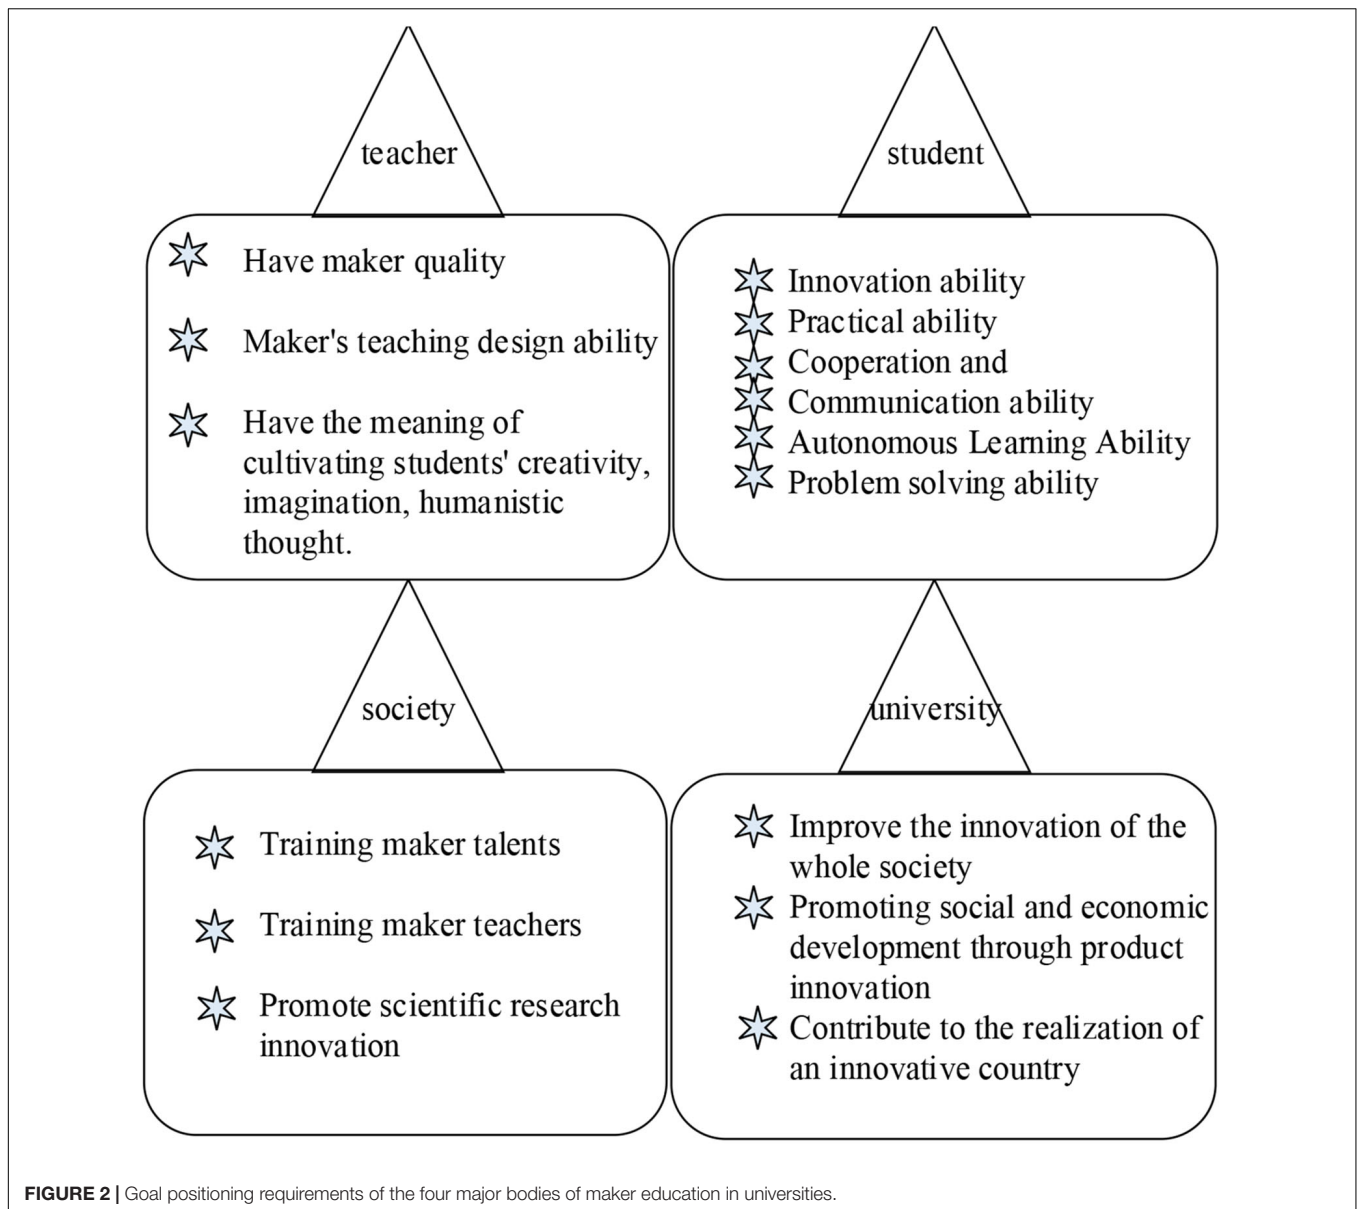 teacher
Have maker quality
Maker's teaching design ability
Have the meaning of
cultivating students' creativity,
imagination, humanistic
thought.
student
Innovation ability
Practical ability
Cooperation and
Communication ability
Autonomous Learning Ability
Problem solving ability
society
Training maker talents
Training maker teachers
Promote scientific research
innovation
university
Improve the innovation of the
whole society
Promoting social and economic
development through product
innovation
Contribute to the realization of
an innovative country
FIGURE 2 | Goal positioning requirements of the four major bodies of maker education in universities.